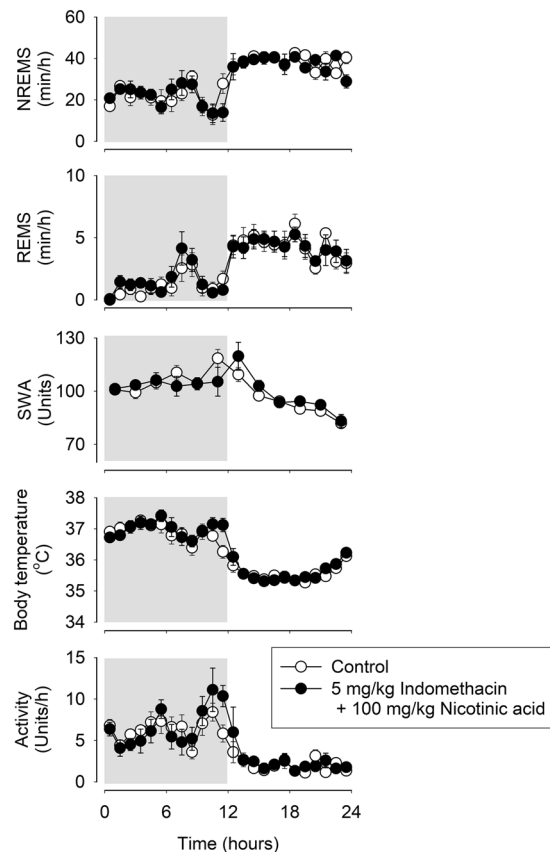 60
40
20
0
NREMS
(min/h)
10
5
0
REMS
(min/h)
130
100
70
SWA
(Units)
38
37
36
35
34
Body temperature
(°C)
15
10
5
0
Activity
(Units/h)
Control
5 mg/kg Indomethacin
+ 100 mg/kg Nicotinic acid
0 6 12 18 24
Time (hours)